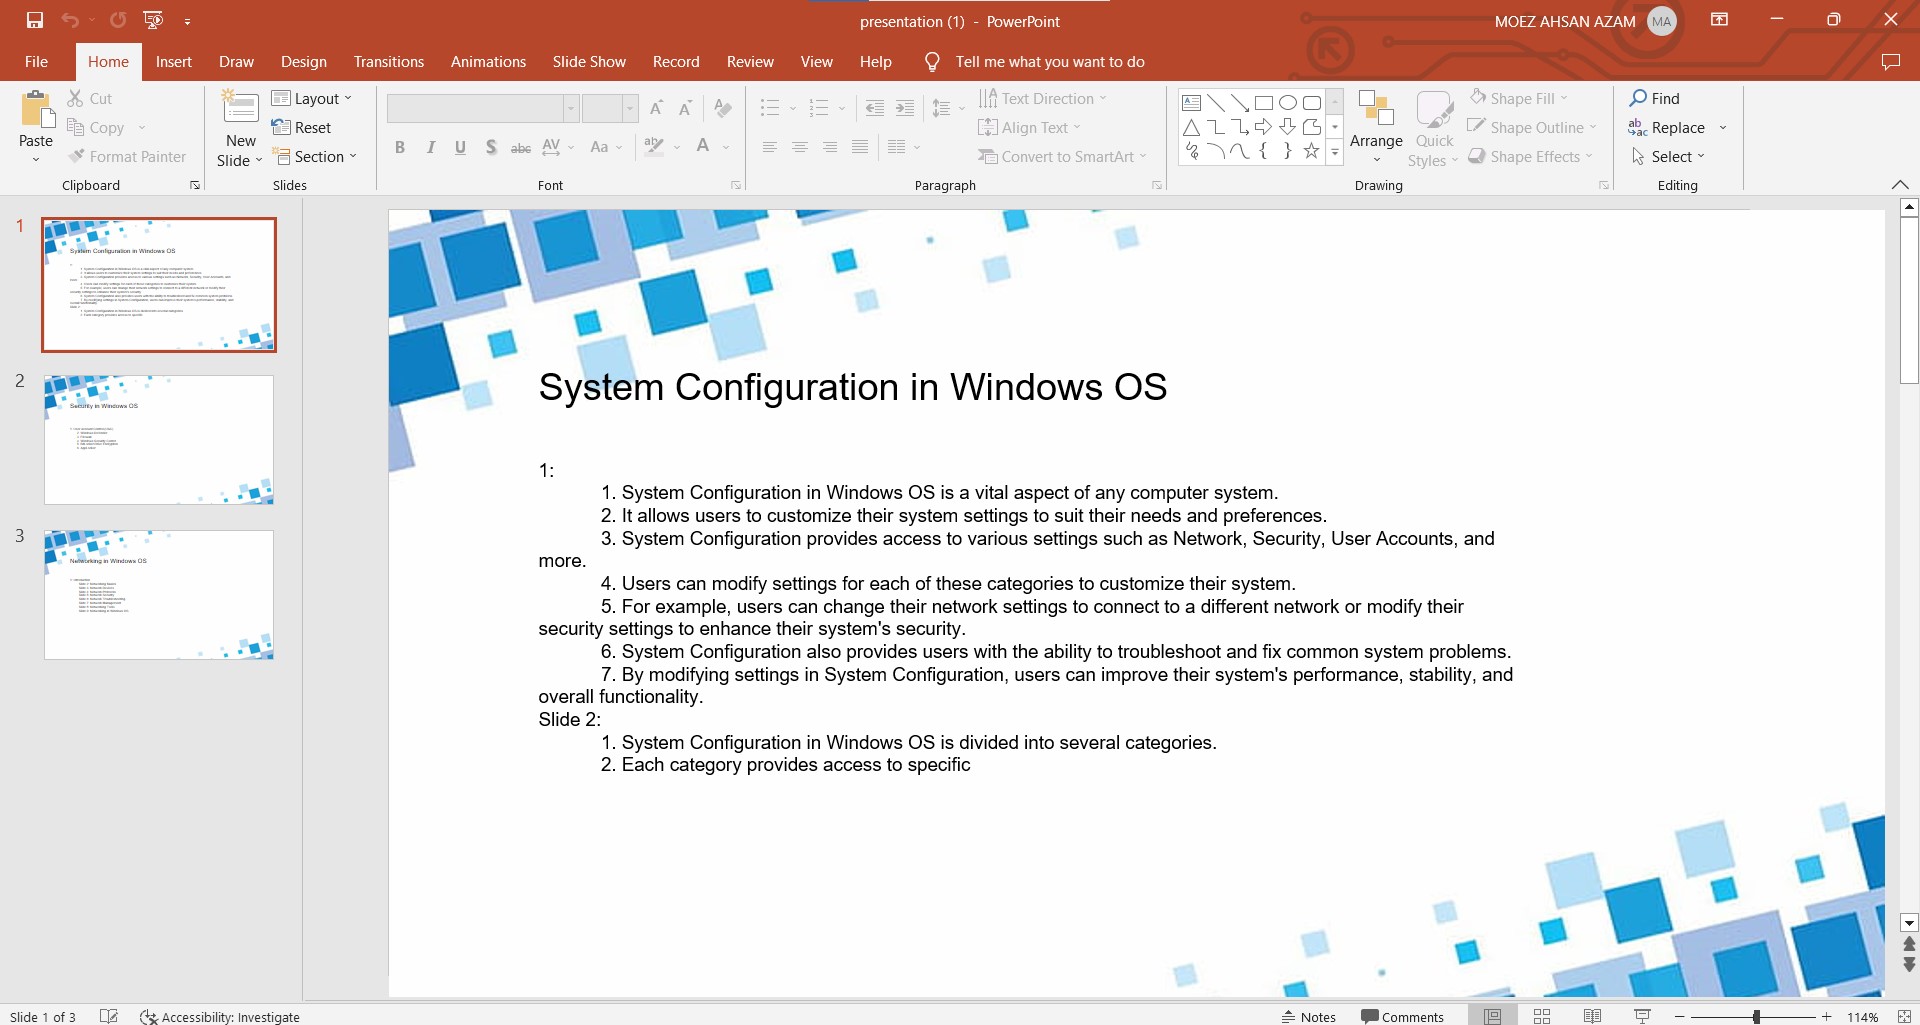 presentation (1) - PowerPoint
MOEZ AHSAN AZAM MA
File Home Insert Draw Design Transitions Animations Slide Show Record Review View Help Tell me what you want to do
Paste
Cut
Copy
Format Painter
Clipboard
New Slide
Layout
Reset
Section
Slides
Font
Text Direction
Align Text
Convert to SmartArt
Paragraph
Arrange
Quick Styles
Shape Fill
Shape Outline
Shape Effects
Drawing
Find
Replace
Select
Editing
1
System Configuration in Windows OS
2
Security in Windows OS
3
Networking in Windows OS
System Configuration in Windows OS
1:
1. System Configuration in Windows OS is a vital aspect of any computer system.
2. It allows users to customize their system settings to suit their needs and preferences.
3. System Configuration provides access to various settings such as Network, Security, User Accounts, and
more.
4. Users can modify settings for each of these categories to customize their system.
5. For example, users can change their network settings to connect to a different network or modify their
security settings to enhance their system's security.
6. System Configuration also provides users with the ability to troubleshoot and fix common system problems.
7. By modifying settings in System Configuration, users can improve their system's performance, stability, and
overall functionality.
Slide 2:
1. System Configuration in Windows OS is divided into several categories.
2. Each category provides access to specific
Slide 1 of 3 Accessibility: Investigate Notes Comments 114%